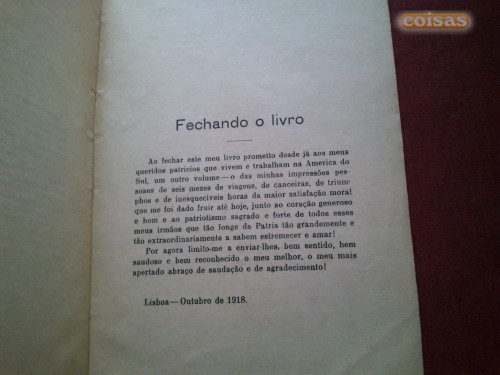 coisas
Fechando o livro
Ao fechar este meu livro prometto desde já aos meus
queridos patricios que vivem e trabalham na America do
Sul, um outro volume—o das minhas impressões pes-
soaes de seis mezes de viagens, de canceiras, de trium-
phos e de inesqueciveis horas da maior satisfação moral
que me foi dado fruir até hoje, junto ao coração generoso
e bom e ao patriotismo sagrado e forte de todos esses
meus irmãos que tão longe da Patria tão grandemente e
tão extraordinariamente a sabem estremecer e amar!
Por agora limito-me a enviar-lhes, bem sentido, bem
saudoso e bem reconhecido o meu melhor, o meu mais
apertado abraço de saudação e de agradecimento!
Lisboa—Outubro de 1918.